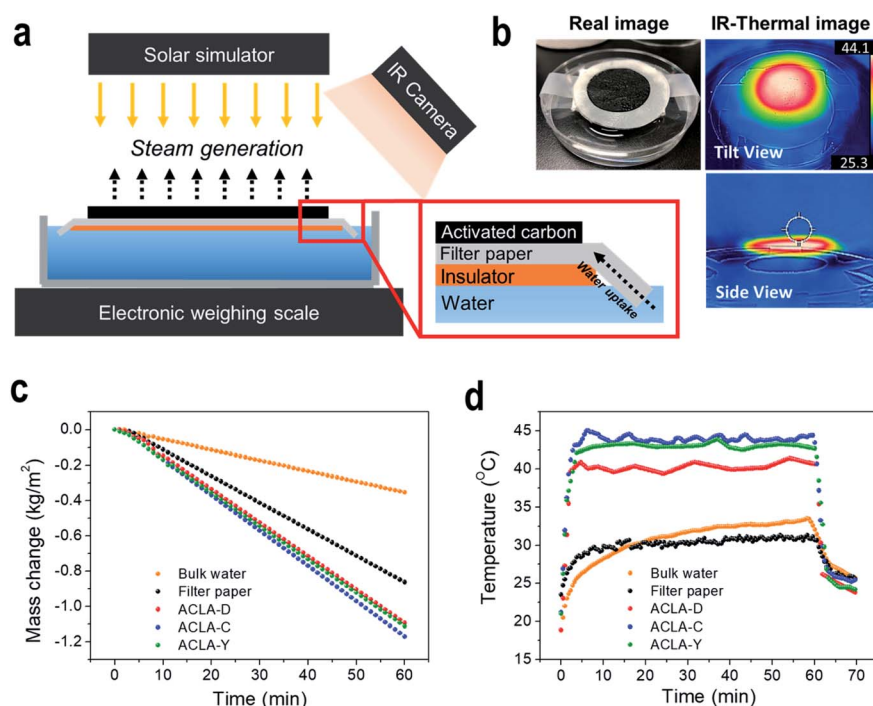 a
Solar simulator
IR Camera
Steam generation
Activated carbon
Filter paper
Insulator
Water
Water uptake
Electronic weighing scale
b
Real image
IR-Thermal image
44.1
Tilt View
25.3
Side View
c
Mass change (kg/m²)
0.0
-0.2
-0.4
-0.6
-0.8
-1.0
-1.2
Bulk water
Filter paper
ACLA-D
ACLA-C
ACLA-Y
0 10 20 30 40 50 60
Time (min)
d
Temperature (°C)
45
40
35
30
25
20
15
Bulk water
Filter paper
ACLA-D
ACLA-C
ACLA-Y
0 10 20 30 40 50 60 70
Time (min)